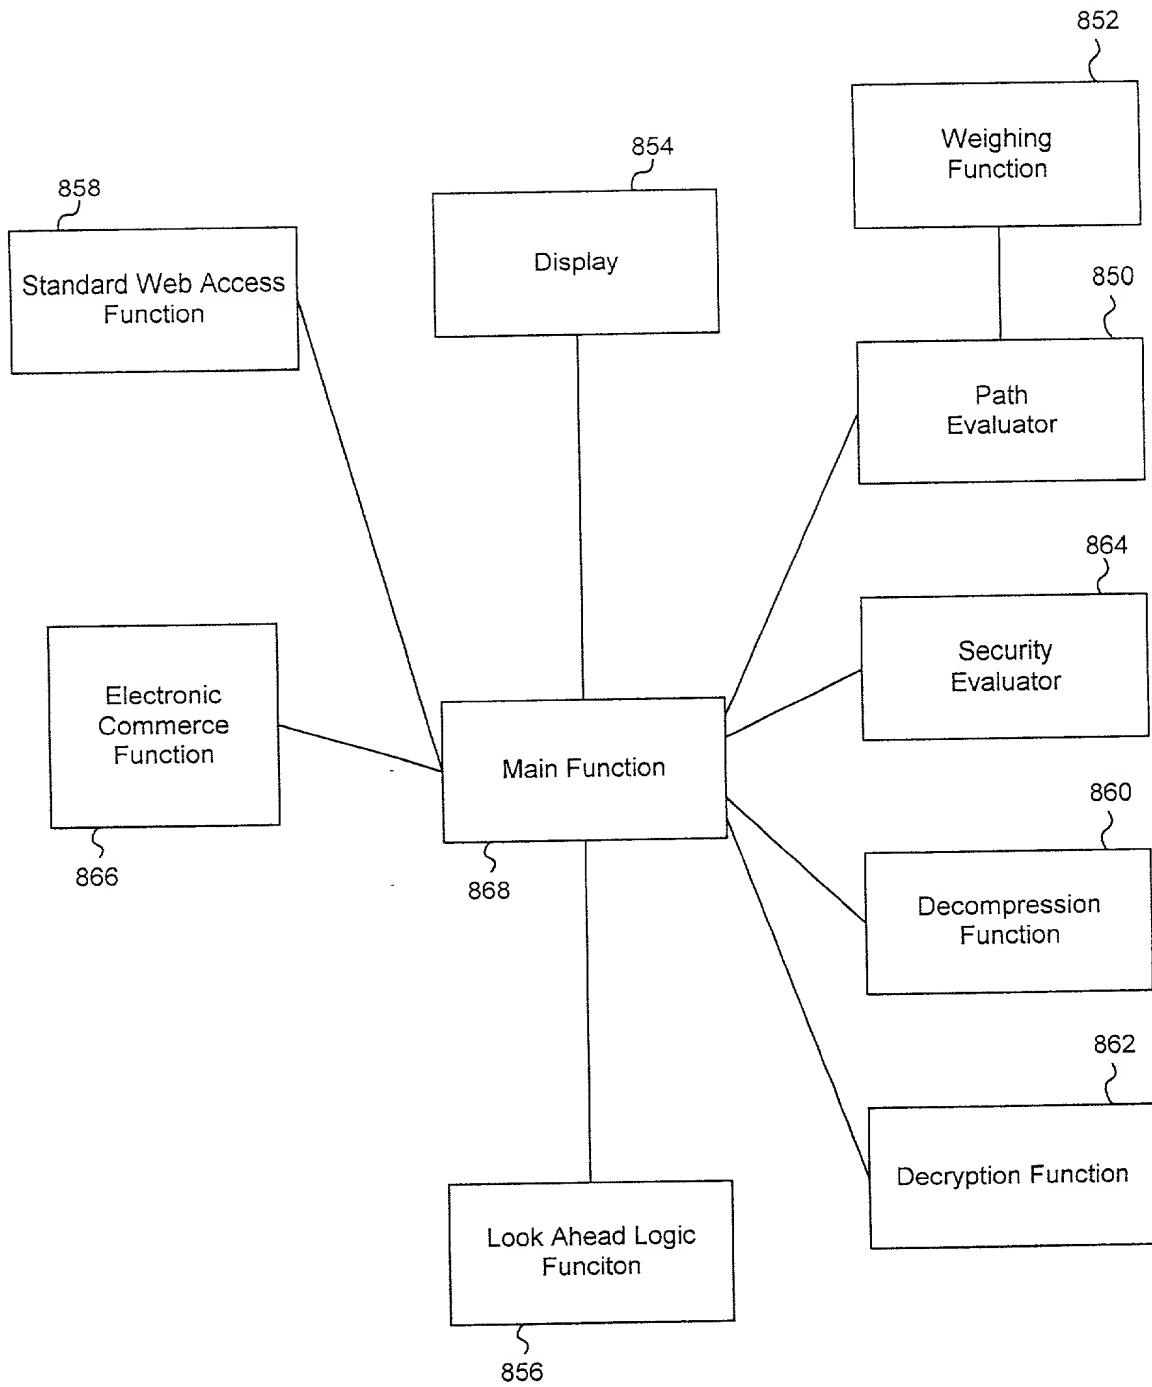 852
Weighing
Function
854
Display
858
Standard Web Access
Function
850
Path
Evaluator
864
Security
Evaluator
Electronic
Commerce
Function
866
Main Function
868
860
Decompression
Function
862
Decryption Function
Look Ahead Logic
Funciton
856